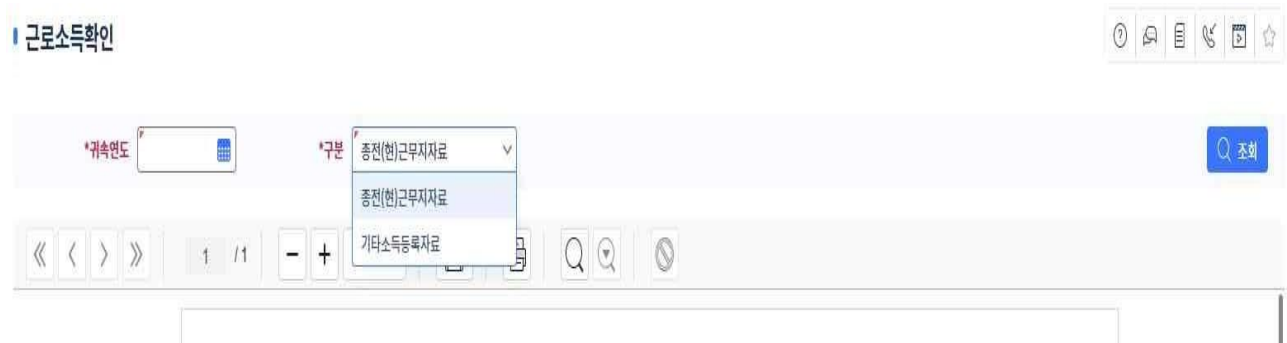 근로소득확인
*귀속연도
*구분 종전(현)근무지자료
조회
종전(현)근무지자료
기타소득등록자료
1 /1